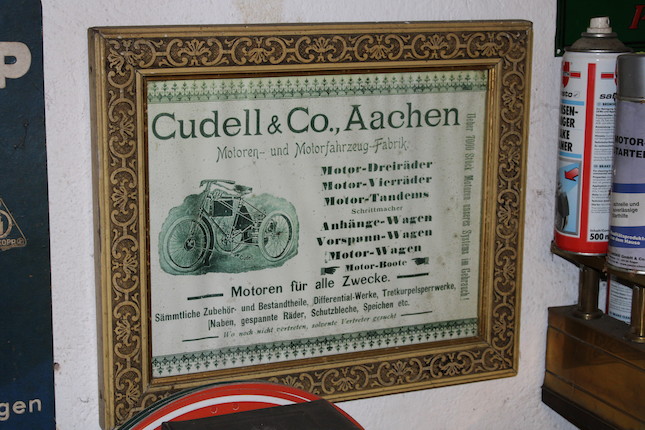 Cudell & Co., Aachen
Motoren- und Motorfahrzeug-Fabrik.
Motor-Dreiräder
Motor-Vierräder
Motor-Tandems
Schrittmacher
Anhänge-Wagen
Vorspann-Wagen
Motor-Wagen
Motor-Boote
Motoren für alle Zwecke.
Sämmtliche Zubehör- und Bestandtheile, Differential-Werke, Tretkurpelsperrwerke,
Naben, gespannte Räder, Schutzbleche, Speichen etc.
Wo noch nicht vertreten, solvente Vertreter gesucht
Ueber 7000 Stück Motoren unseres Systems im Gebrauch!
P
gen
WÜRTH
500 m
MOTOR-
STARTE